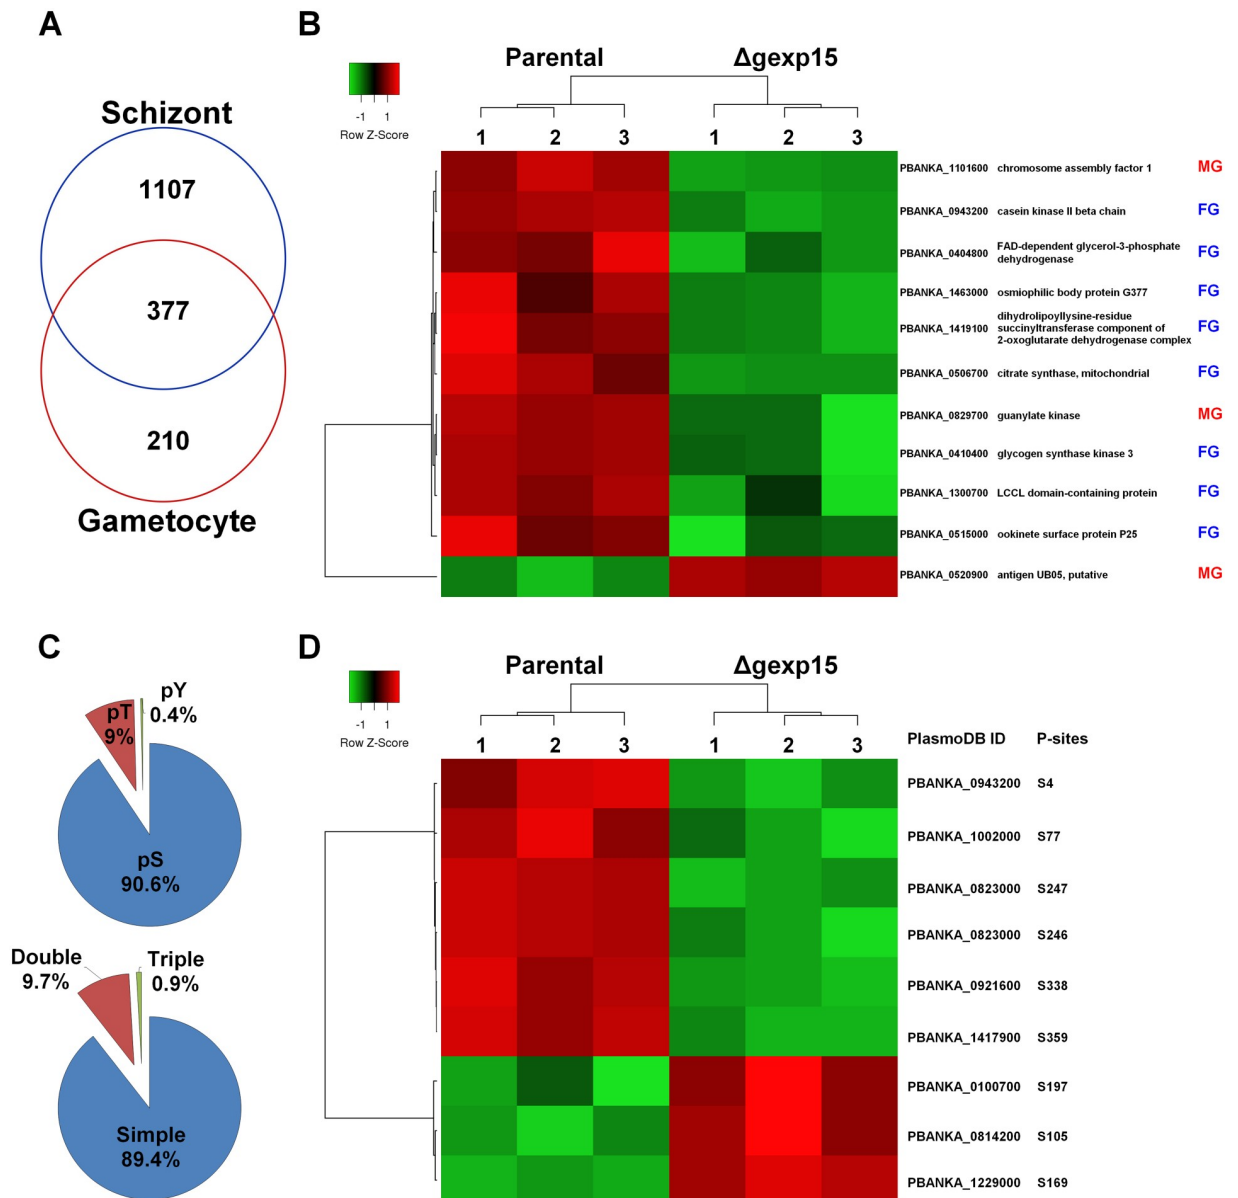 A
Schizont
1107
377
210
Gametocyte
B
Parental
Δgexp15
-1 1
Row Z-Score
1 2 3 1 2 3
PBANKA_1101600 chromosome assembly factor 1 MG
PBANKA_0943200 casein kinase II beta chain FG
PBANKA_0404800 FAD-dependent glycerol-3-phosphate
dehydrogenase FG
PBANKA_1463000 osmiophilic body protein G377 FG
PBANKA_1419100 dihydrolipoyllysine-residue
succinyltransferase component of
2-oxoglutarate dehydrogenase complex FG
PBANKA_0506700 citrate synthase, mitochondrial FG
PBANKA_0829700 guanylate kinase MG
PBANKA_0410400 glycogen synthase kinase 3 FG
PBANKA_1300700 LCCL domain-containing protein FG
PBANKA_0515000 ookinete surface protein P25 FG
PBANKA_0520900 antigen UB05, putative MG
C
pY
0.4%
pT
9%
pS
90.6%
Double
9.7%
Triple
0.9%
Simple
89.4%
D
Parental
Δgexp15
-1 1
Row Z-Score
1 2 3 1 2 3
PlasmoDB ID P-sites
PBANKA_0943200 S4
PBANKA_1002000 S77
PBANKA_0823000 S247
PBANKA_0823000 S246
PBANKA_0921600 S338
PBANKA_1417900 S359
PBANKA_0100700 S197
PBANKA_0814200 S105
PBANKA_1229000 S169